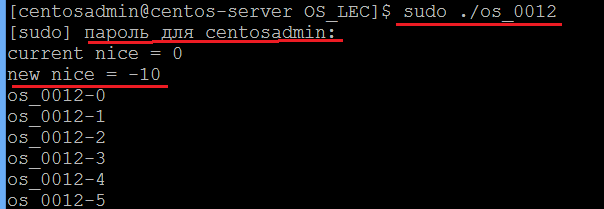 [centosadmin@centos-server OS_LEC]$ sudo ./os_0012
[sudo] пароль для centosadmin:
current nice = 0
new nice = -10
os_0012-0
os_0012-1
os_0012-2
os_0012-3
os_0012-4
os_0012-5